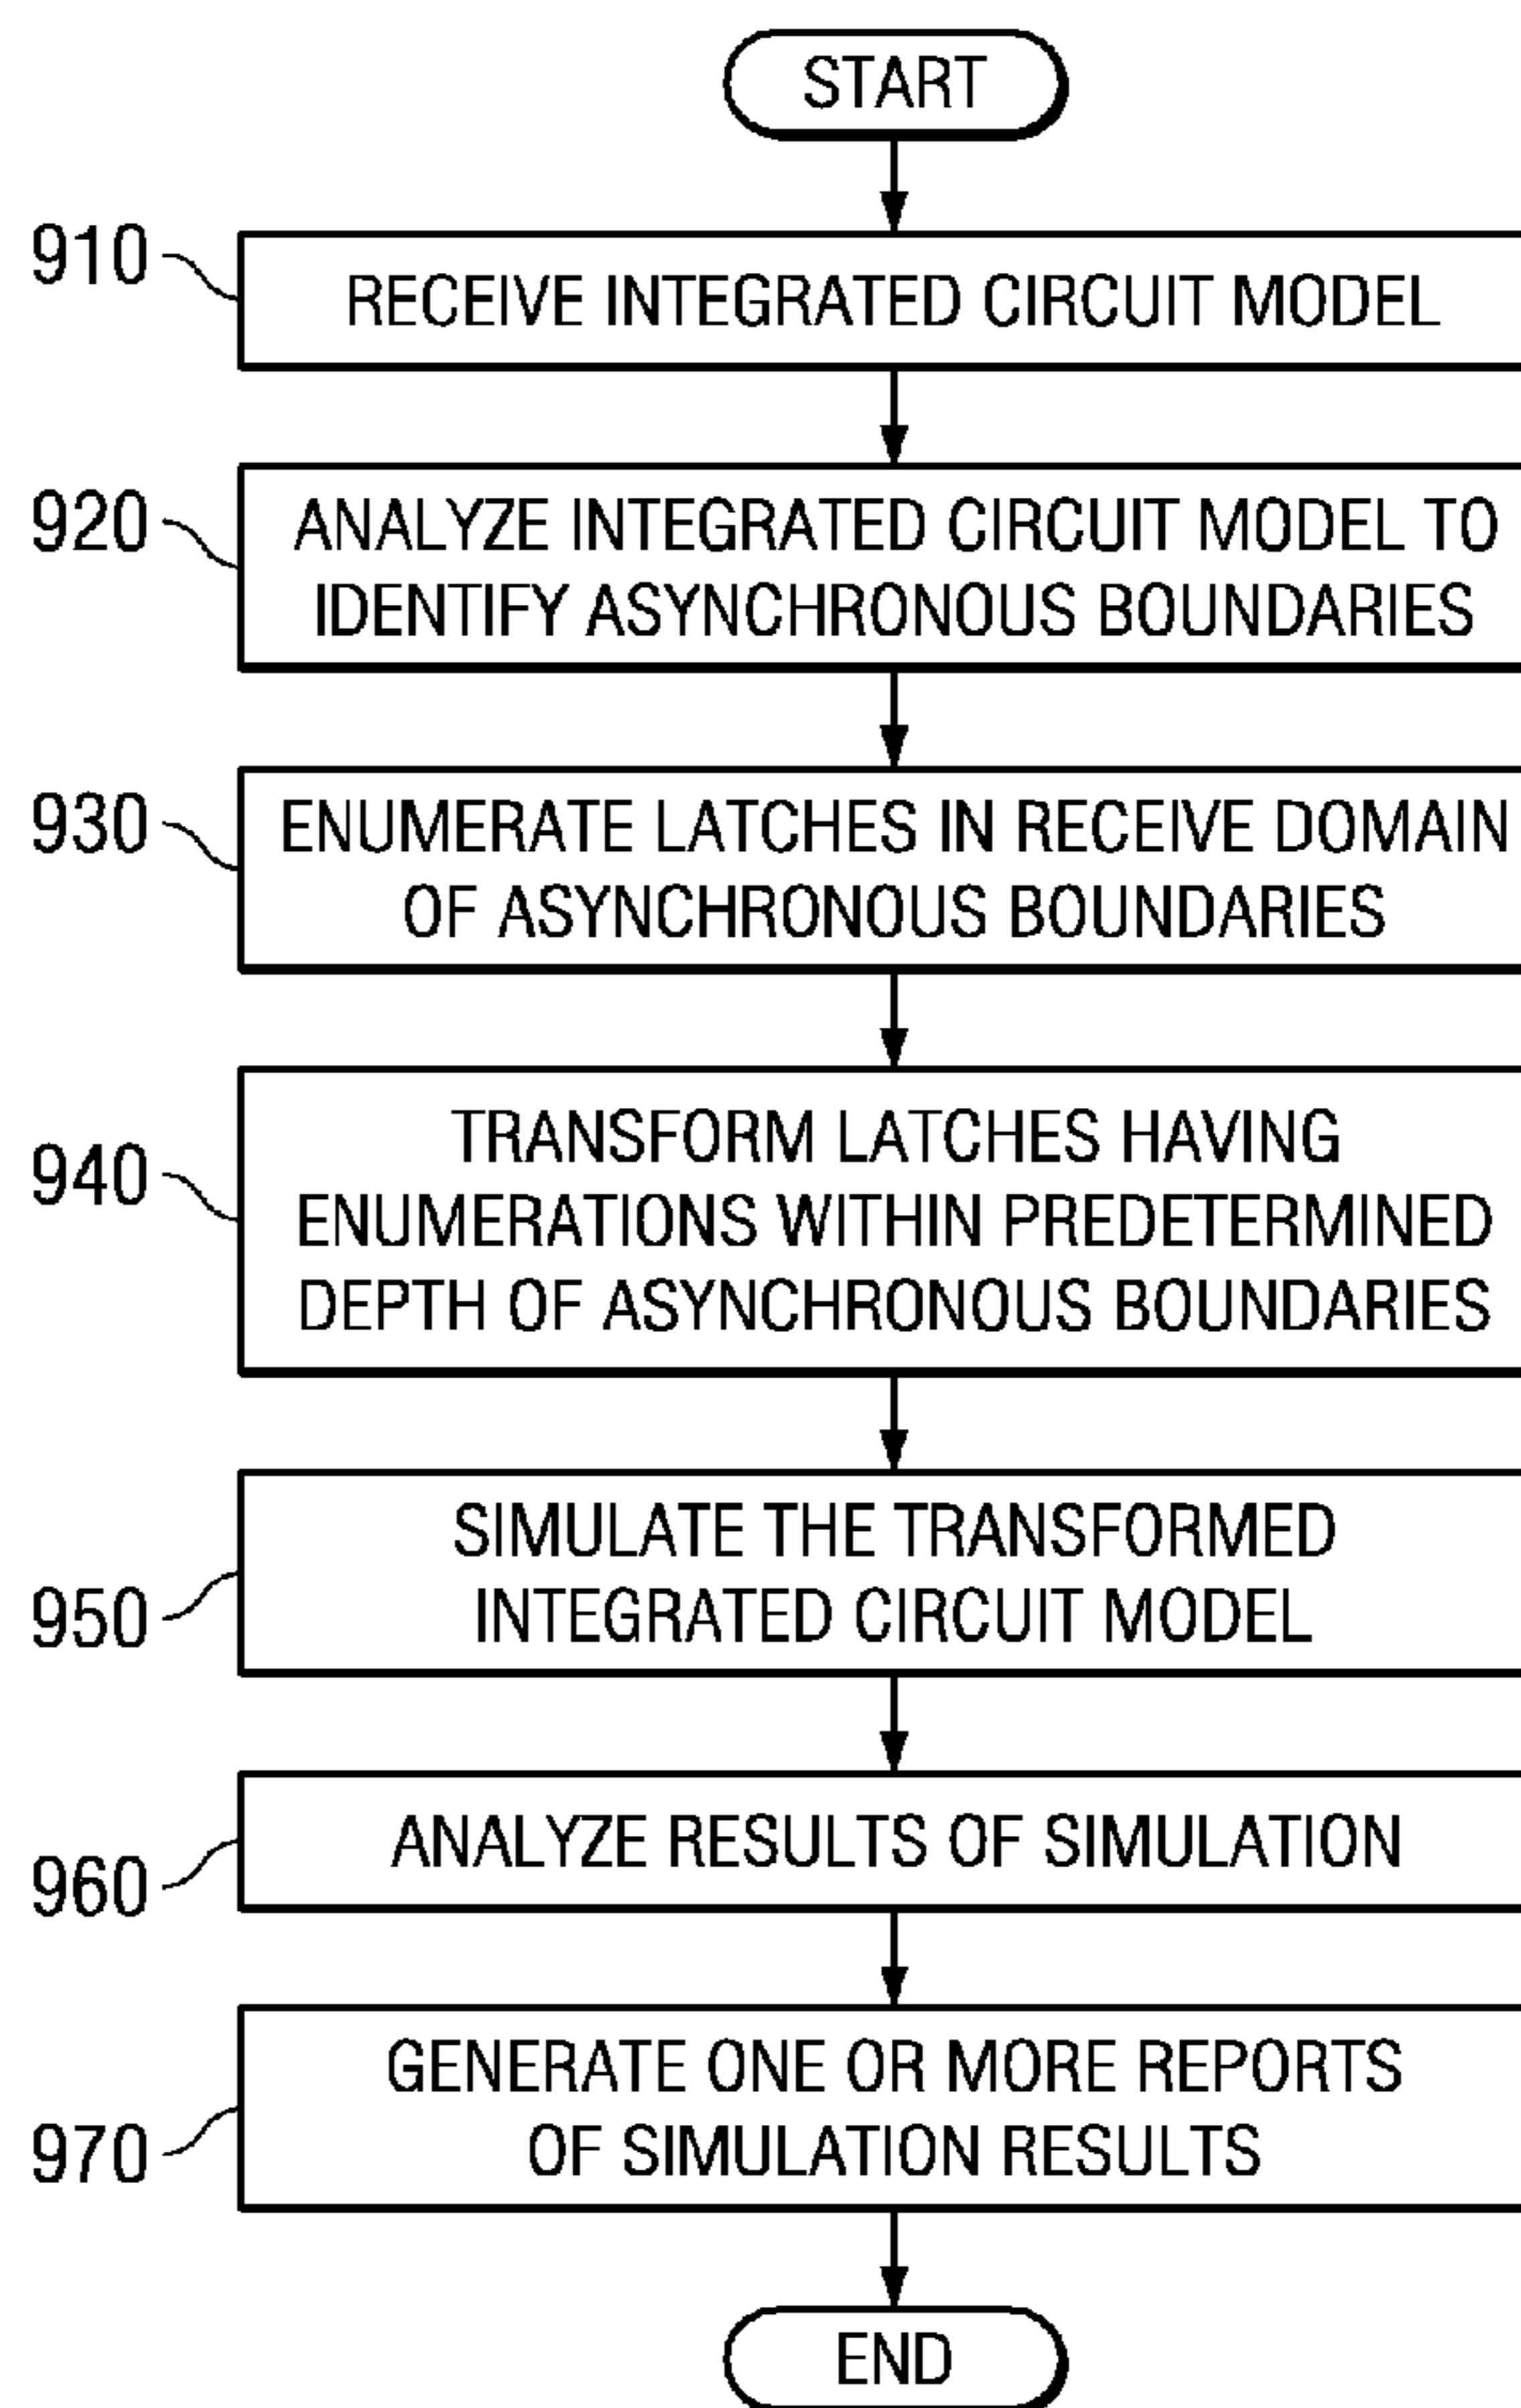 START
910
RECEIVE INTEGRATED CIRCUIT MODEL
920
ANALYZE INTEGRATED CIRCUIT MODEL TO
IDENTIFY ASYNCHRONOUS BOUNDARIES
930
ENUMERATE LATCHES IN RECEIVE DOMAIN
OF ASYNCHRONOUS BOUNDARIES
940
TRANSFORM LATCHES HAVING
ENUMERATIONS WITHIN PREDETERMINED
DEPTH OF ASYNCHRONOUS BOUNDARIES
950
SIMULATE THE TRANSFORMED
INTEGRATED CIRCUIT MODEL
960
ANALYZE RESULTS OF SIMULATION
970
GENERATE ONE OR MORE REPORTS
OF SIMULATION RESULTS
END